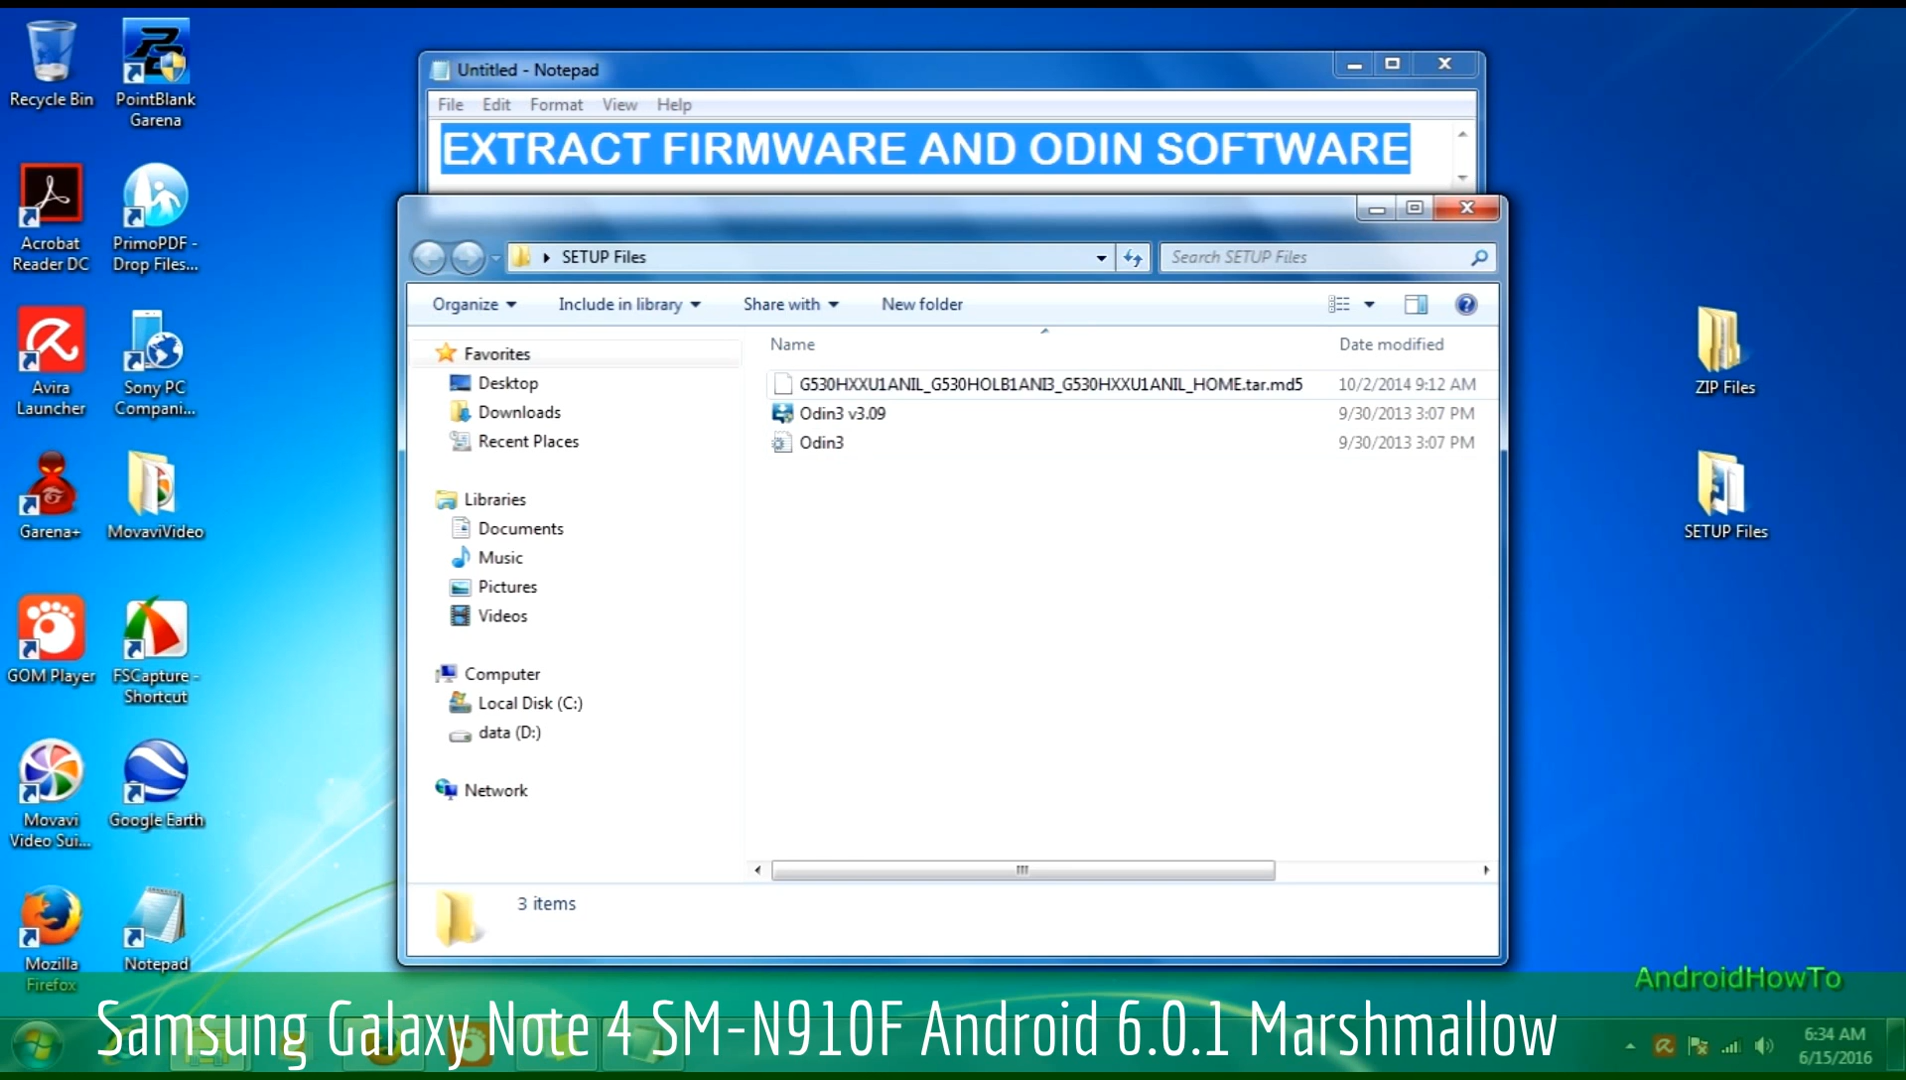 Recycle Bin
PointBlank
Garena
Acrobat
Reader DC
PrimoPDF -
Drop Files...
Avira
Launcher
Sony PC
Compani...
Garena+
MovaviVideo
GOM Player
FSCapture -
Shortcut
Movavi
Video Sui...
Google Earth
Mozilla
Firefox
Notepad
Untitled - Notepad
File Edit Format View Help
EXTRACT FIRMWARE AND ODIN SOFTWARE
SETUP Files
Search SETUP Files
Organize Include in library Share with New folder
Favorites
Desktop
Downloads
Recent Places
Libraries
Documents
Music
Pictures
Videos
Computer
Local Disk (C:)
data (D:)
Network
Name Date modified
G530HXXU1ANIL_G530HOLB1ANI3_G530HXXU1ANIL_HOME.tar.md5 10/2/2014 9:12 AM
Odin3 v3.09 9/30/2013 3:07 PM
Odin3 9/30/2013 3:07 PM
3 items
ZIP Files
SETUP Files
AndroidHowTo
Samsung Galaxy Note 4 SM-N910F Android 6.0.1 Marshmallow
6:34 AM
6/15/2016